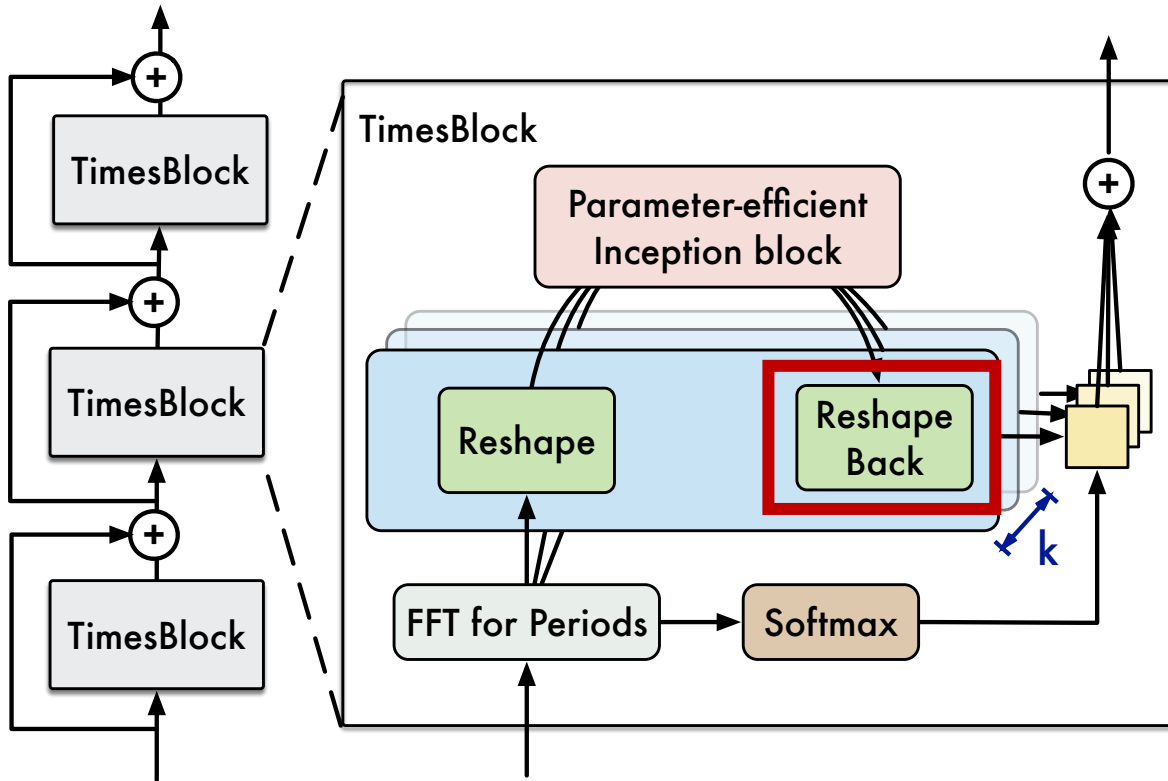 TimesBlock
TimesBlock
TimesBlock
TimesBlock
Parameter-efficient
Inception block
Reshape
Reshape
Back
k
FFT for Periods
Softmax